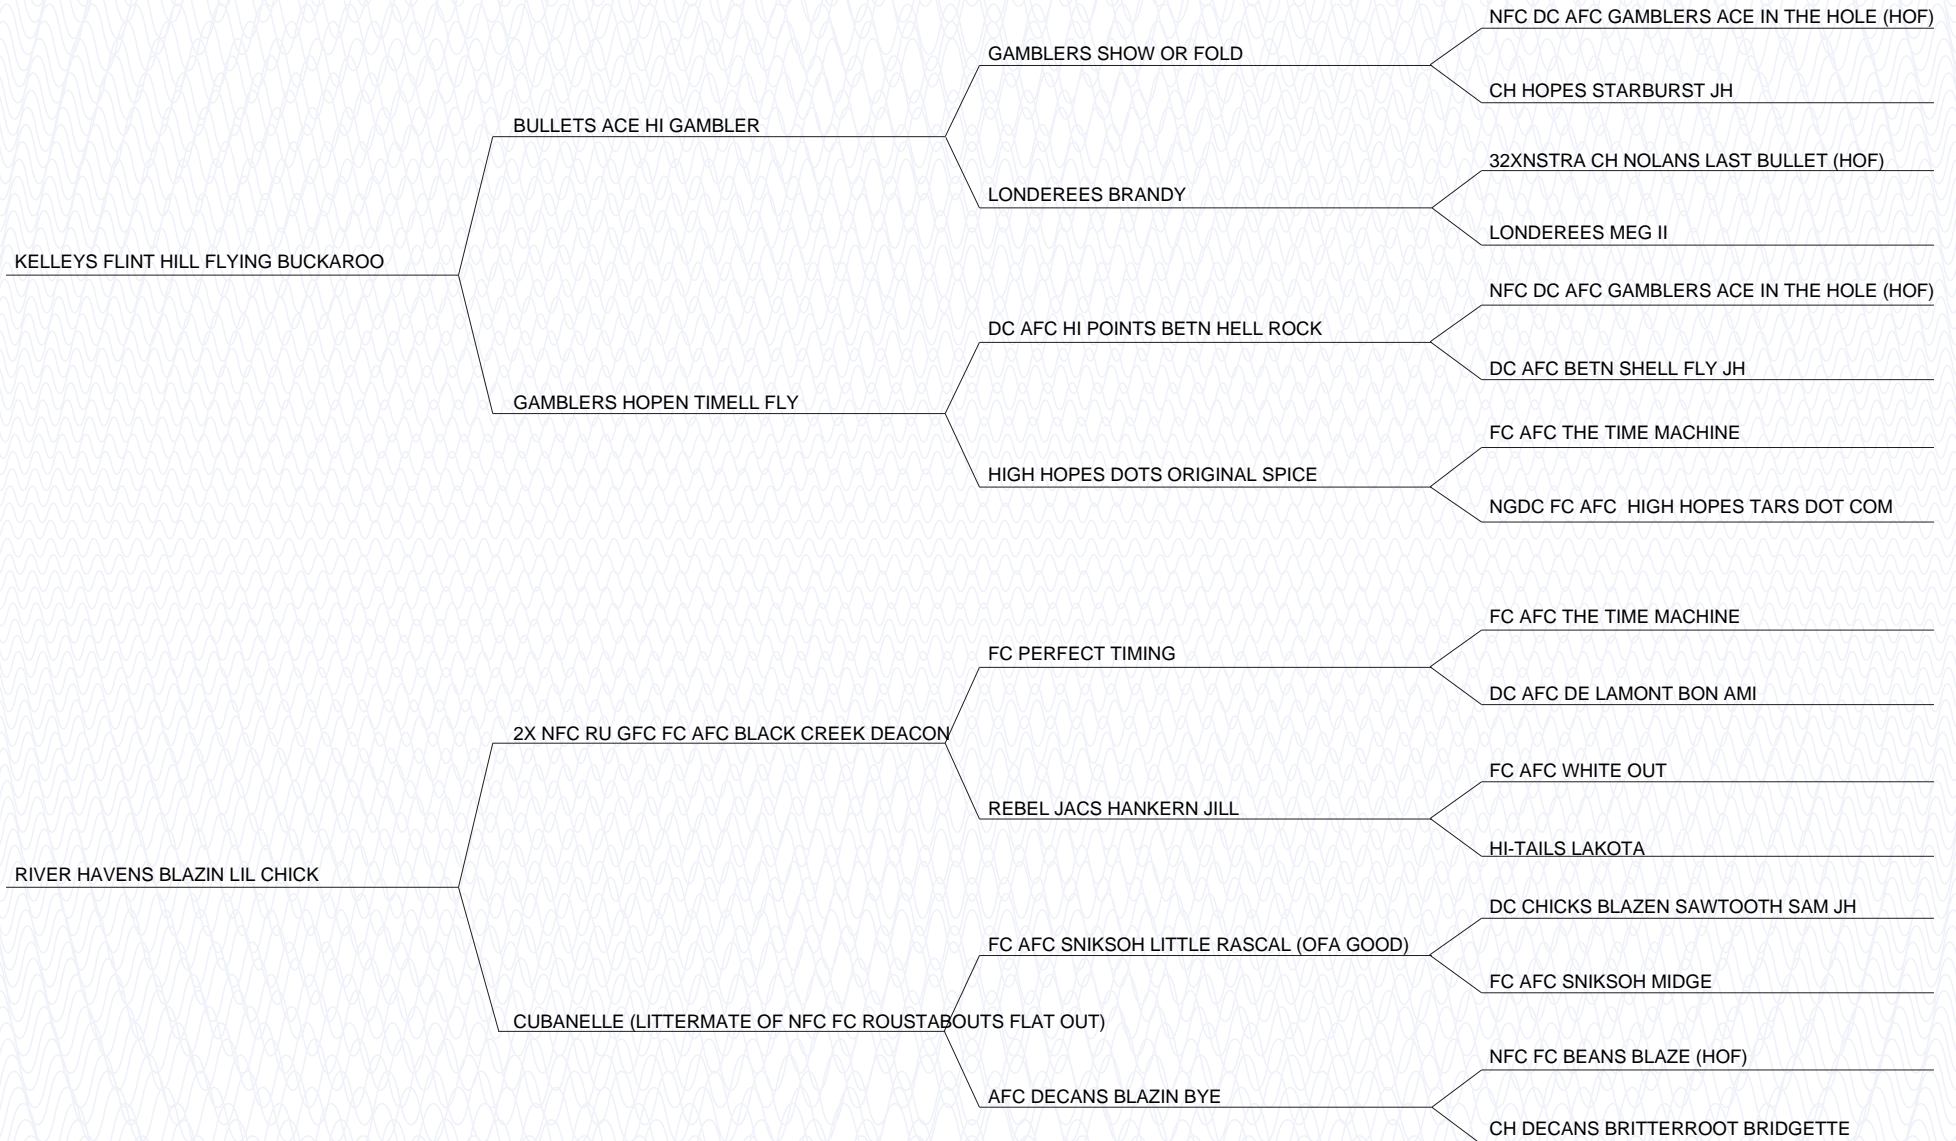 NFC DC AFC GAMBLERS ACE IN THE HOLE (HOF)
GAMBLERS SHOW OR FOLD
CH HOPES STARBURST JH
BULLETS ACE HI GAMBLER
32XNSTRA CH NOLANS LAST BULLET (HOF)
LONDEREES BRANDY
LONDEREES MEG II
KELLEYS FLINT HILL FLYING BUCKAROO
NFC DC AFC GAMBLERS ACE IN THE HOLE (HOF)
DC AFC HI POINTS BETN HELL ROCK
DC AFC BETN SHELL FLY JH
GAMBLERS HOPEN TIMELL FLY
FC AFC THE TIME MACHINE
HIGH HOPES DOTS ORIGINAL SPICE
NGDC FC AFC  HIGH HOPES TARS DOT COM
FC AFC THE TIME MACHINE
FC PERFECT TIMING
DC AFC DE LAMONT BON AMI
2X NFC RU GFC FC AFC BLACK CREEK DEACON
FC AFC WHITE OUT
REBEL JACS HANKERN JILL
HI-TAILS LAKOTA
RIVER HAVENS BLAZIN LIL CHICK
DC CHICKS BLAZEN SAWTOOTH SAM JH
FC AFC SNIKSOH LITTLE RASCAL (OFA GOOD)
FC AFC SNIKSOH MIDGE
CUBANELLE (LITTERMATE OF NFC FC ROUSTABOUTS FLAT OUT)
NFC FC BEANS BLAZE (HOF)
AFC DECANS BLAZIN BYE
CH DECANS BRITTERROOT BRIDGETTE